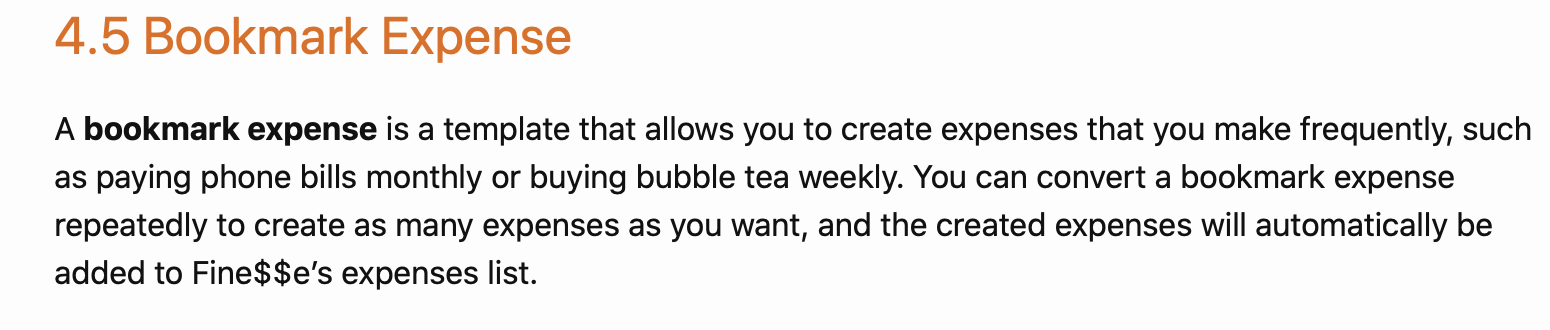 4.5 Bookmark Expense
A bookmark expense is a template that allows you to create expenses that you make frequently, such
as paying phone bills monthly or buying bubble tea weekly. You can convert a bookmark expense
repeatedly to create as many expenses as you want, and the created expenses will automatically be
added to Fine$$e’s expenses list.